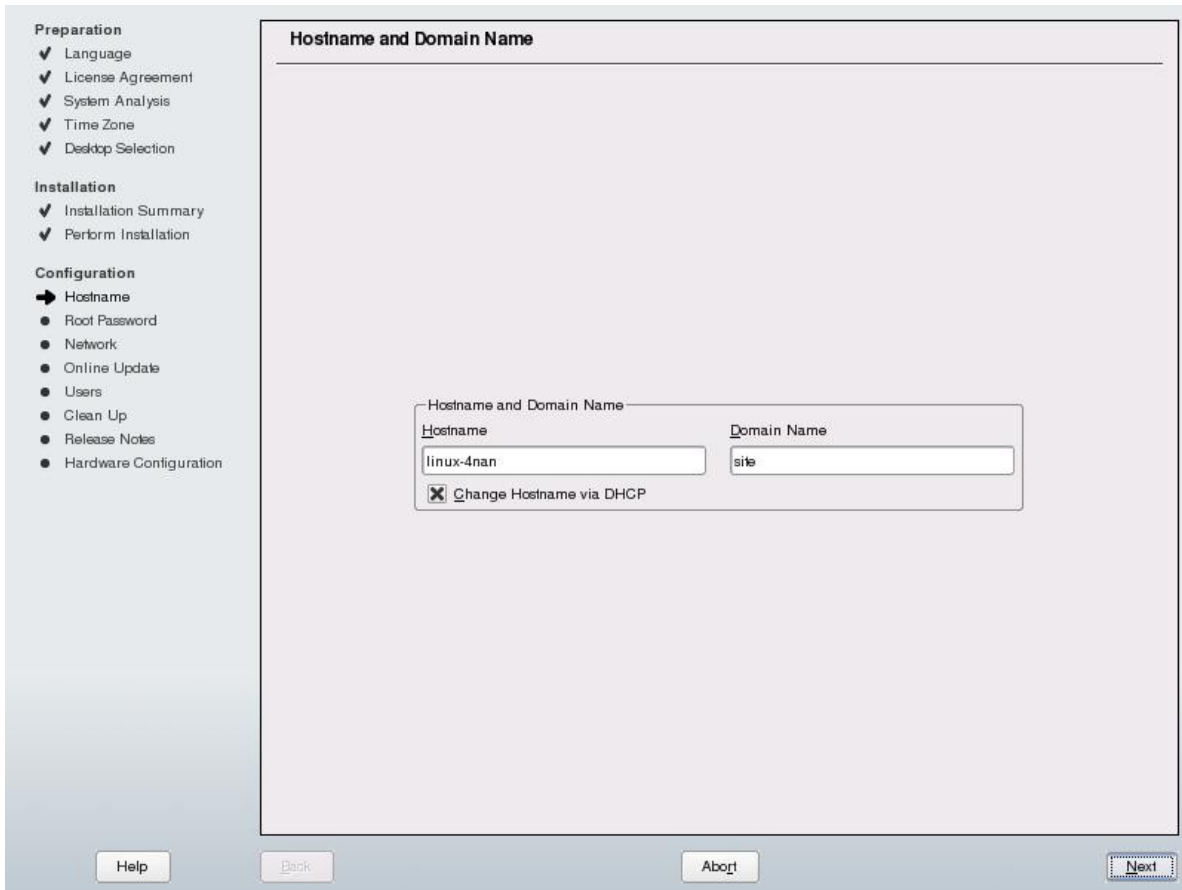 Preparation
Language
License Agreement
System Analysis
Time Zone
Desktop Selection
Installation
Installation Summary
Perform Installation
Configuration
Hostname
Root Password
Network
Online Update
Users
Clean Up
Release Notes
Hardware Configuration
Hostname and Domain Name
Hostname and Domain Name
Hostname
Domain Name
linux-4nan
site
Change Hostname via DHCP
Help
Back
Abort
Next